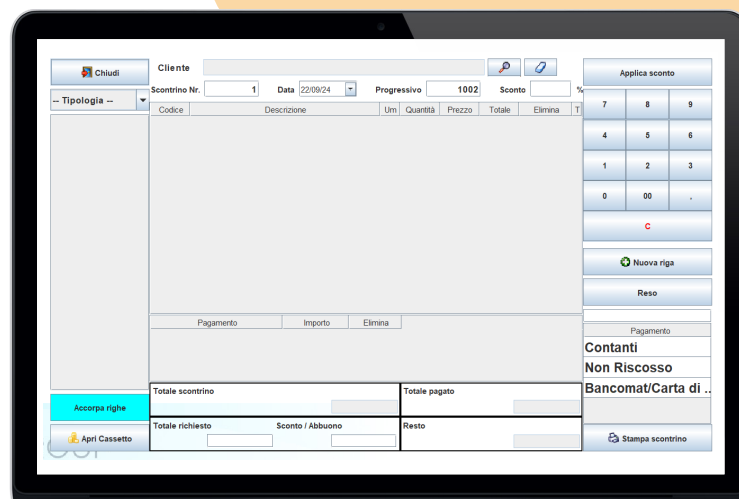 Chiudi
Cliente
Applica sconto
-- Tipologia --
Scontrino Nr. 1 Data 22/09/24 Progressivo 1002 Sconto %
Codice Descrizione Um Quantità Prezzo Totale Elimina T
7 8 9
4 5 6
1 2 3
0 00 .
C
Nuova riga
Reso
Pagamento Importo Elimina
Pagamento
Contanti
Non Riscosso
Bancomat/Carta di ..
Totale scontrino
Totale pagato
Accorpa righe
Totale richiesto Sconto / Abbuono Resto
Apri Cassetto
Stampa scontrino